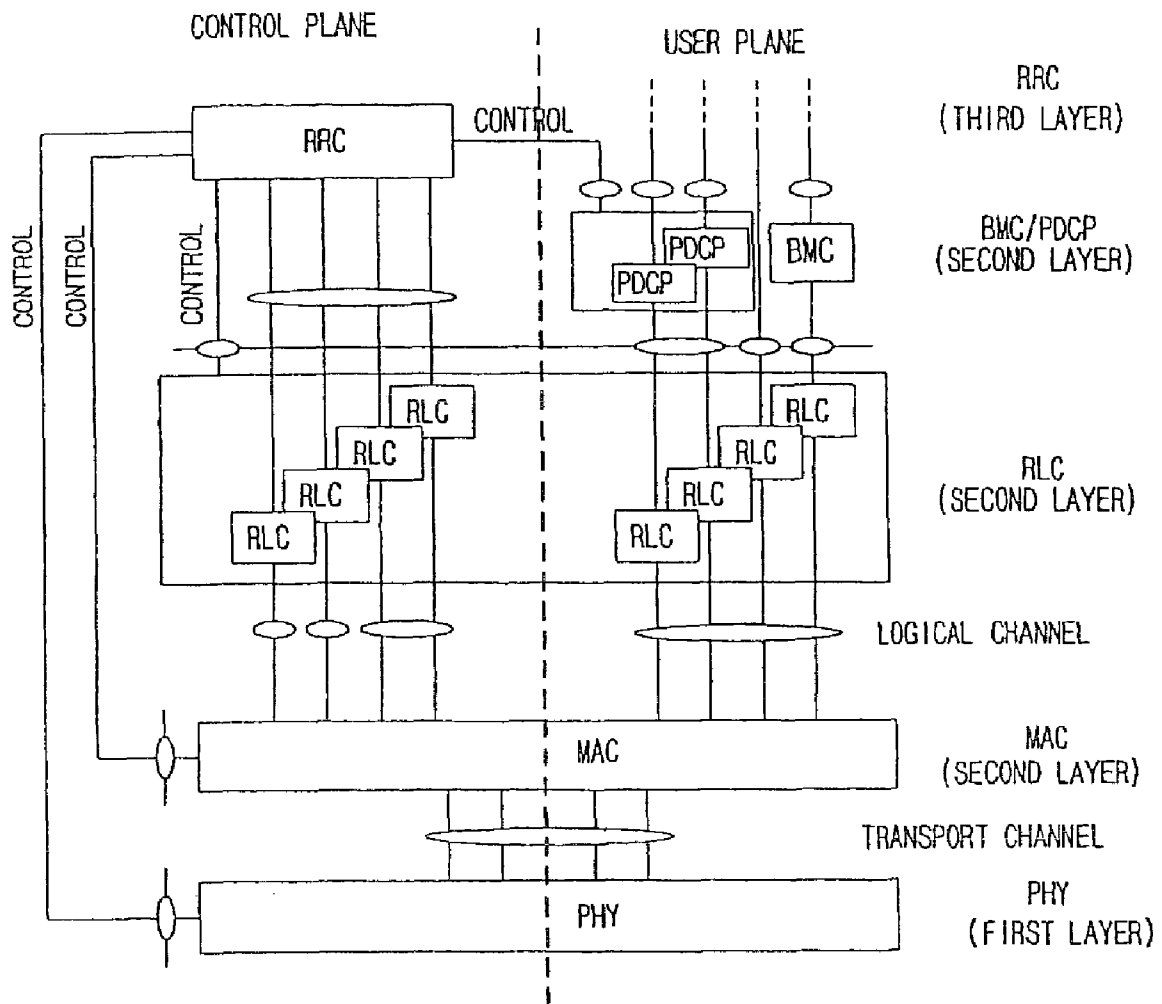 CONTROL PLANE
USER PLANE
RRC
(THIRD LAYER)
RRC
CONTROL
CONTROL
CONTROL
CONTROL
PDCP
PDCP
BMC
BMC/PDCP
(SECOND LAYER)
RLC
RLC
RLC
RLC
RLC
RLC
RLC
RLC
RLC
(SECOND LAYER)
LOGICAL CHANNEL
MAC
MAC
(SECOND LAYER)
TRANSPORT CHANNEL
PHY
PHY
(FIRST LAYER)